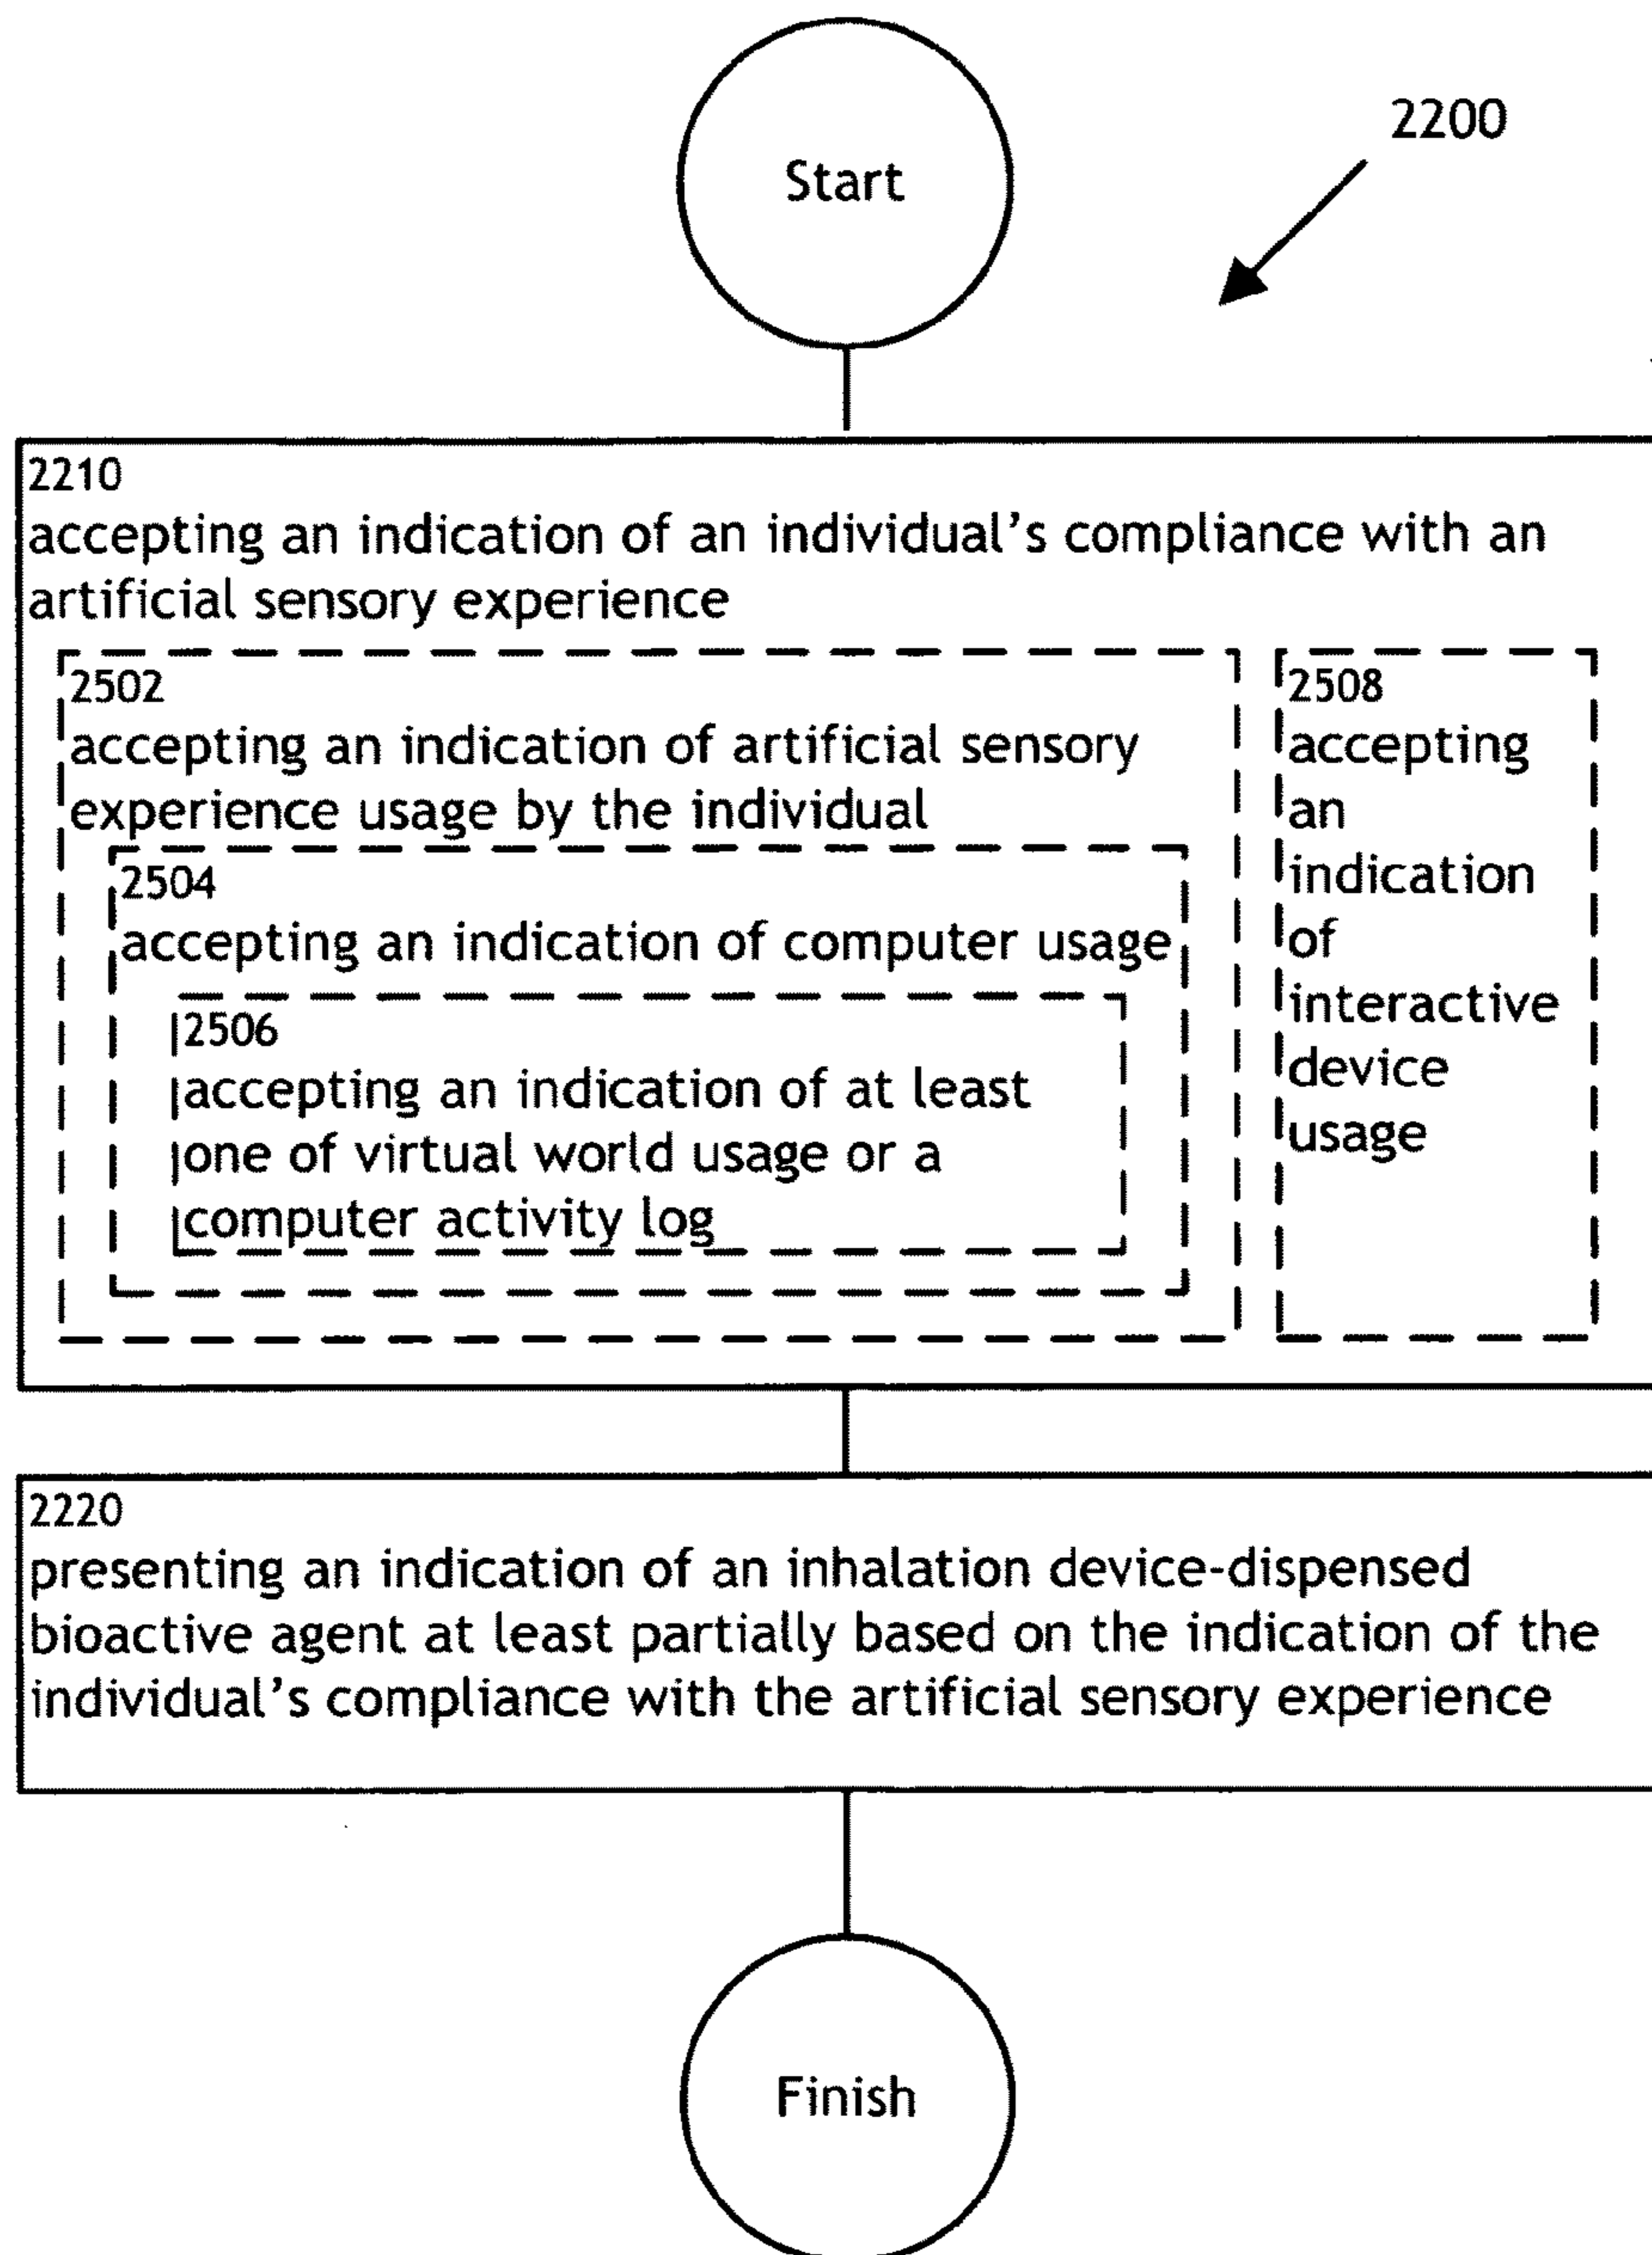 Start
2200
2210
accepting an indication of an individual's compliance with an
artificial sensory experience
2502
accepting an indication of artificial sensory
experience usage by the individual
2504
accepting an indication of computer usage
2506
accepting an indication of at least
one of virtual world usage or a
computer activity log
2508
accepting
an
indication
of
interactive
device
usage
2220
presenting an indication of an inhalation device-dispensed
bioactive agent at least partially based on the indication of the
individual's compliance with the artificial sensory experience
Finish